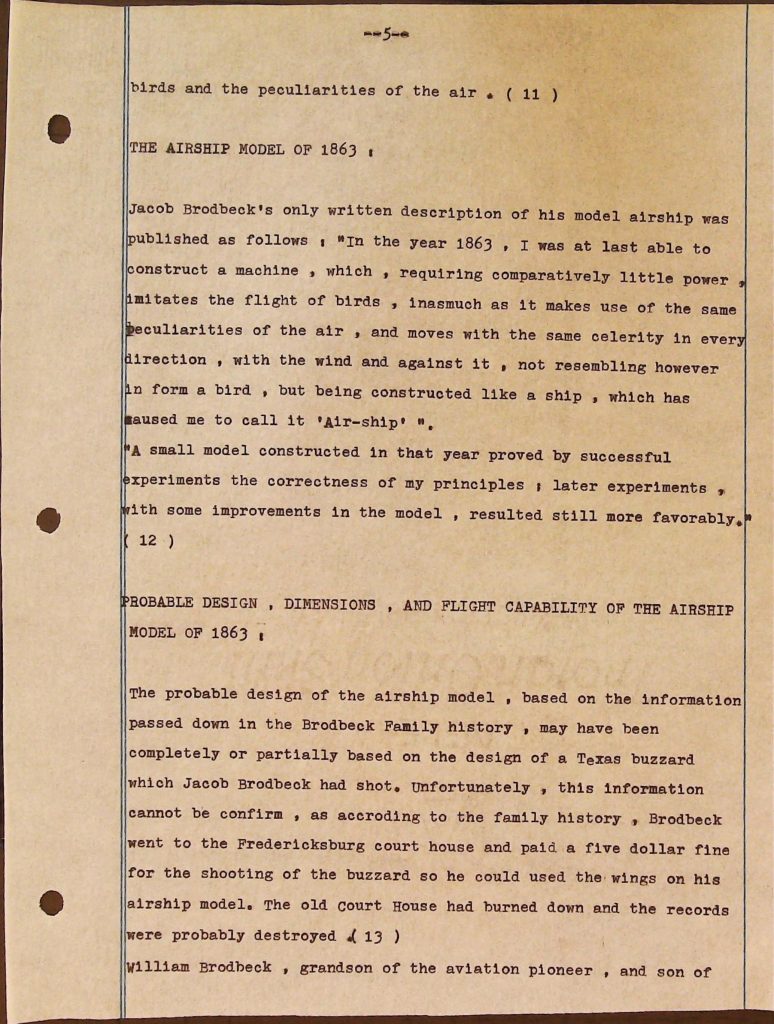 --5--
birds and the peculiarities of the air . ( 11 )
THE AIRSHIP MODEL OF 1863 :
Jacob Brodbeck's only written description of his model airship was
published as follows : "In the year 1863 , I was at last able to
construct a machine , which , requiring comparatively little power ,
imitates the flight of birds , inasmuch as it makes use of the same
peculiarities of the air , and moves with the same celerity in every
direction , with the wind and against it , not resembling however
in form a bird , but being constructed like a ship , which has
caused me to call it 'Air-ship' ".
"A small model constructed in that year proved by successful
experiments the correctness of my principles ; later experiments ,
with some improvements in the model , resulted still more favorably."
( 12 )
PROBABLE DESIGN , DIMENSIONS , AND FLIGHT CAPABILITY OF THE AIRSHIP
MODEL OF 1863 :
The probable design of the airship model , based on the information
passed down in the Brodbeck Family history , may have been
completely or partially based on the design of a Texas buzzard
which Jacob Brodbeck had shot. Unfortunately , this information
cannot be confirm , as accroding to the family history , Brodbeck
went to the Fredericksburg court house and paid a five dollar fine
for the shooting of the buzzard so he could used the wings on his
airship model. The old Court House had burned down and the records
were probably destroyed .( 13 )
William Brodbeck , grandson of the aviation pioneer , and son of